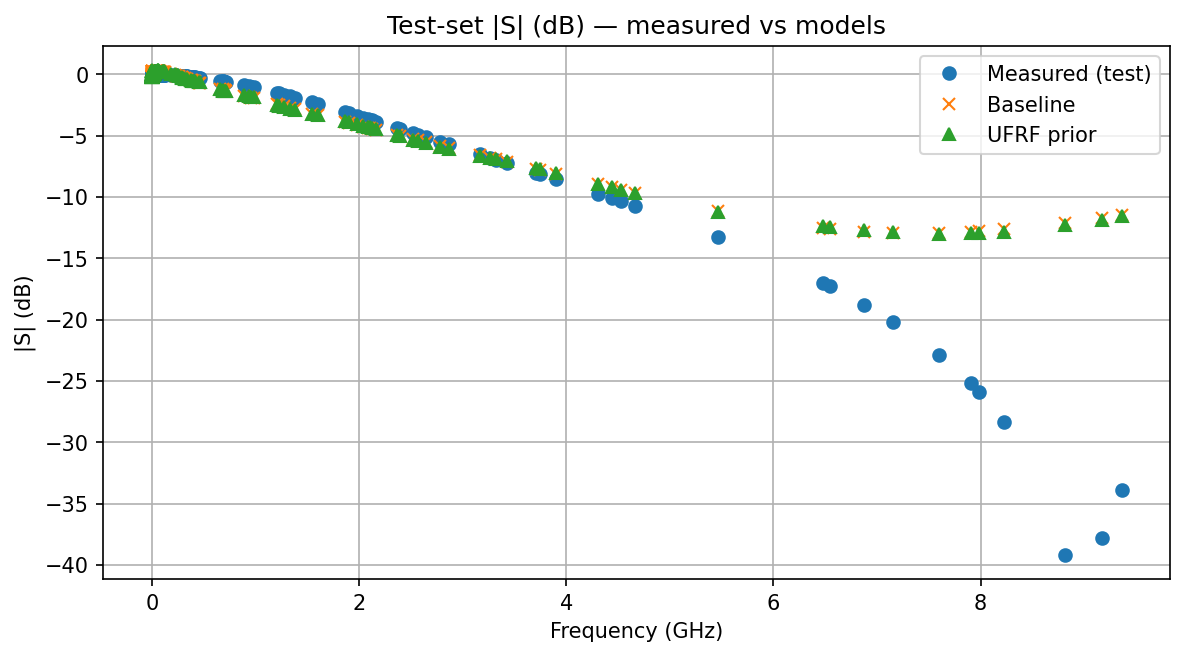 Test-set |S| (dB) — measured vs models
Measured (test)
Baseline
UFRF prior
|S| (dB)
0
−5
−10
−15
−20
−25
−30
−35
−40
0 2 4 6 8
Frequency (GHz)